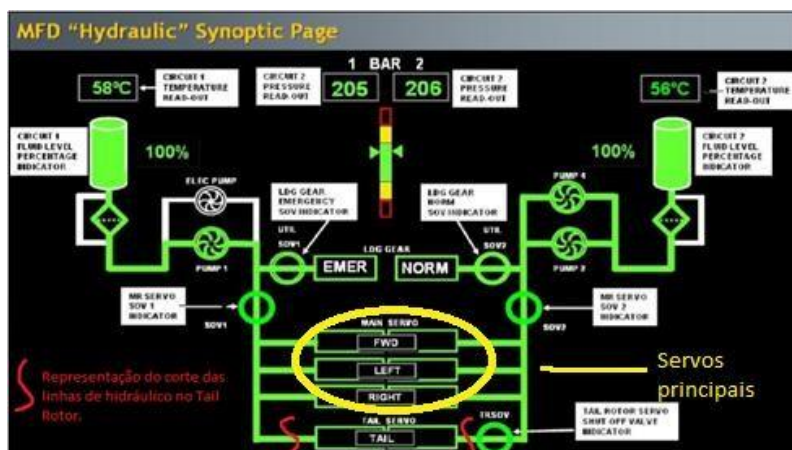 MFD “Hydraulic” Synoptic Page
1 BAR 2
58°C
CIRCUIT 1
TEMPERATURE
READ-OUT
CIRCUIT 2
PRESSURE
READ-OUT
205
206
CIRCUIT 2
PRESSURE
READ-OUT
56°C
CIRCUIT 2
TEMPERATURE
READ-OUT
CIRCUIT 1
FLUID LEVEL
PERCENTAGE
INDICATOR
100%
100%
CIRCUIT 2
FLUID LEVEL
PERCENTAGE
INDICATOR
ELEC PUMP
LDG GEAR
EMERGENCY
SOV INDICATOR
LDG GEAR
NORM
SOV INDICATOR
PUMP 4
UTIL
SOV1
LDG GEAR
UTIL
SOV2
PUMP 1
EMER
NORM
PUMP 2
MR SERVO
SOV 1
INDICATOR
SOV1
MAIN SERVO
SOV2
MR SERVO
SOV 2
INDICATOR
FWD
LEFT
RIGHT
Servos
principais
Representação do corte das
linhas de hidráulico no Tail
Rotor.
TAIL SERVO
TAIL
TRSOV
TAIL ROTOR SERVO
SHUT OFF VALVE
INDICATOR